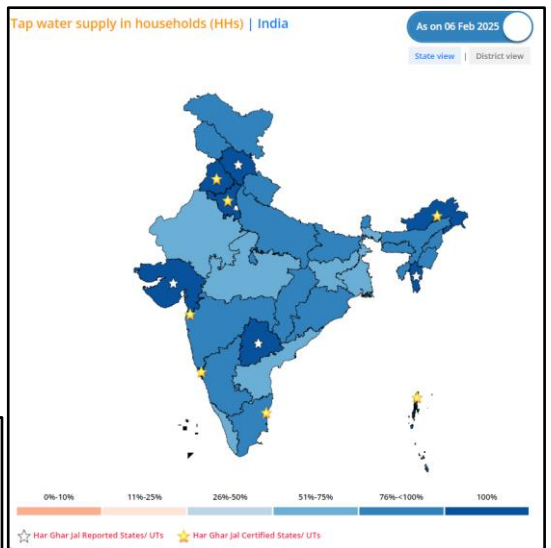 Tap water supply in households (HHs) | India
As on 06 Feb 2025
State view | District view
0%-10% 11%-25% 26%-50% 51%-75% 76%-<100% 100%
Har Ghar Jal Reported States/ UTs Har Ghar Jal Certified States/ UTs